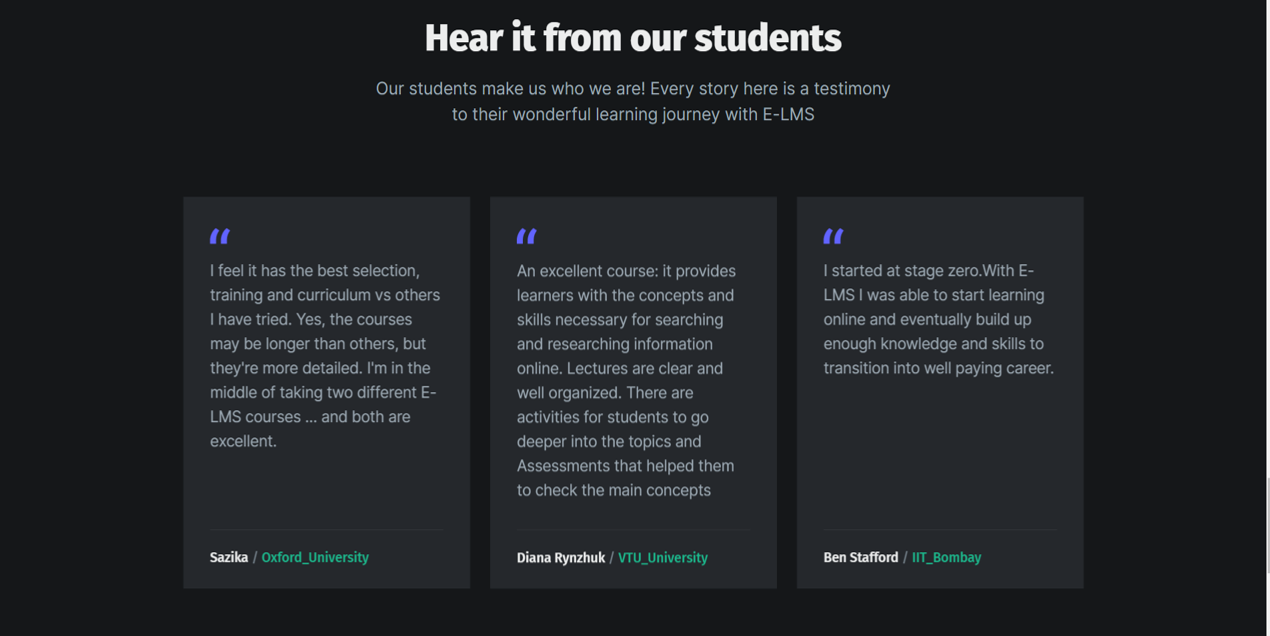 Hear it from our students
Our students make us who we are! Every story here is a testimony
to their wonderful learning journey with E-LMS
“
I feel it has the best selection,
training and curriculum vs others
I have tried. Yes, the courses
may be longer than others, but
they're more detailed. I'm in the
middle of taking two different E-
LMS courses ... and both are
excellent.
Sazika / Oxford_University
“
An excellent course: it provides
learners with the concepts and
skills necessary for searching
and researching information
online. Lectures are clear and
well organized. There are
activities for students to go
deeper into the topics and
Assessments that helped them
to check the main concepts
Diana Rynzhuk / VTU_University
“
I started at stage zero.With E-
LMS I was able to start learning
online and eventually build up
enough knowledge and skills to
transition into well paying career.
Ben Stafford / IIT_Bombay